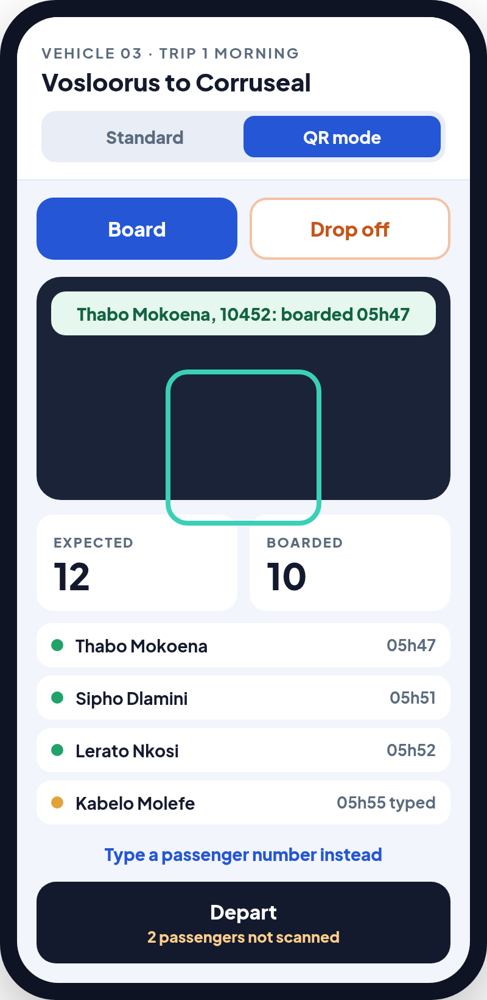 VEHICLE 03 · TRIP 1 MORNING
Vosloorus to Corruseal
Standard
QR mode
Board
Drop off
Thabo Mokoena, 10452: boarded 05h47
EXPECTED
12
BOARDED
10
Thabo Mokoena 05h47
Sipho Dlamini 05h51
Lerato Nkosi 05h52
Kabelo Molefe 05h55 typed
Type a passenger number instead
Depart
2 passengers not scanned